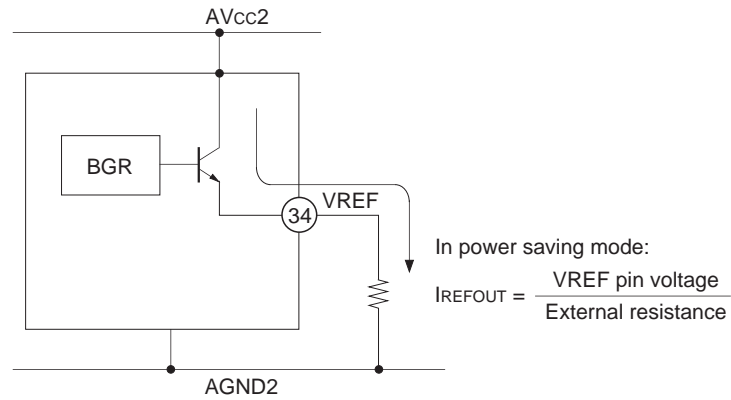 AVCC2
BGR
VREF
34
In power saving mode:
IREFOUT = VREF pin voltage
External resistance
AGND2